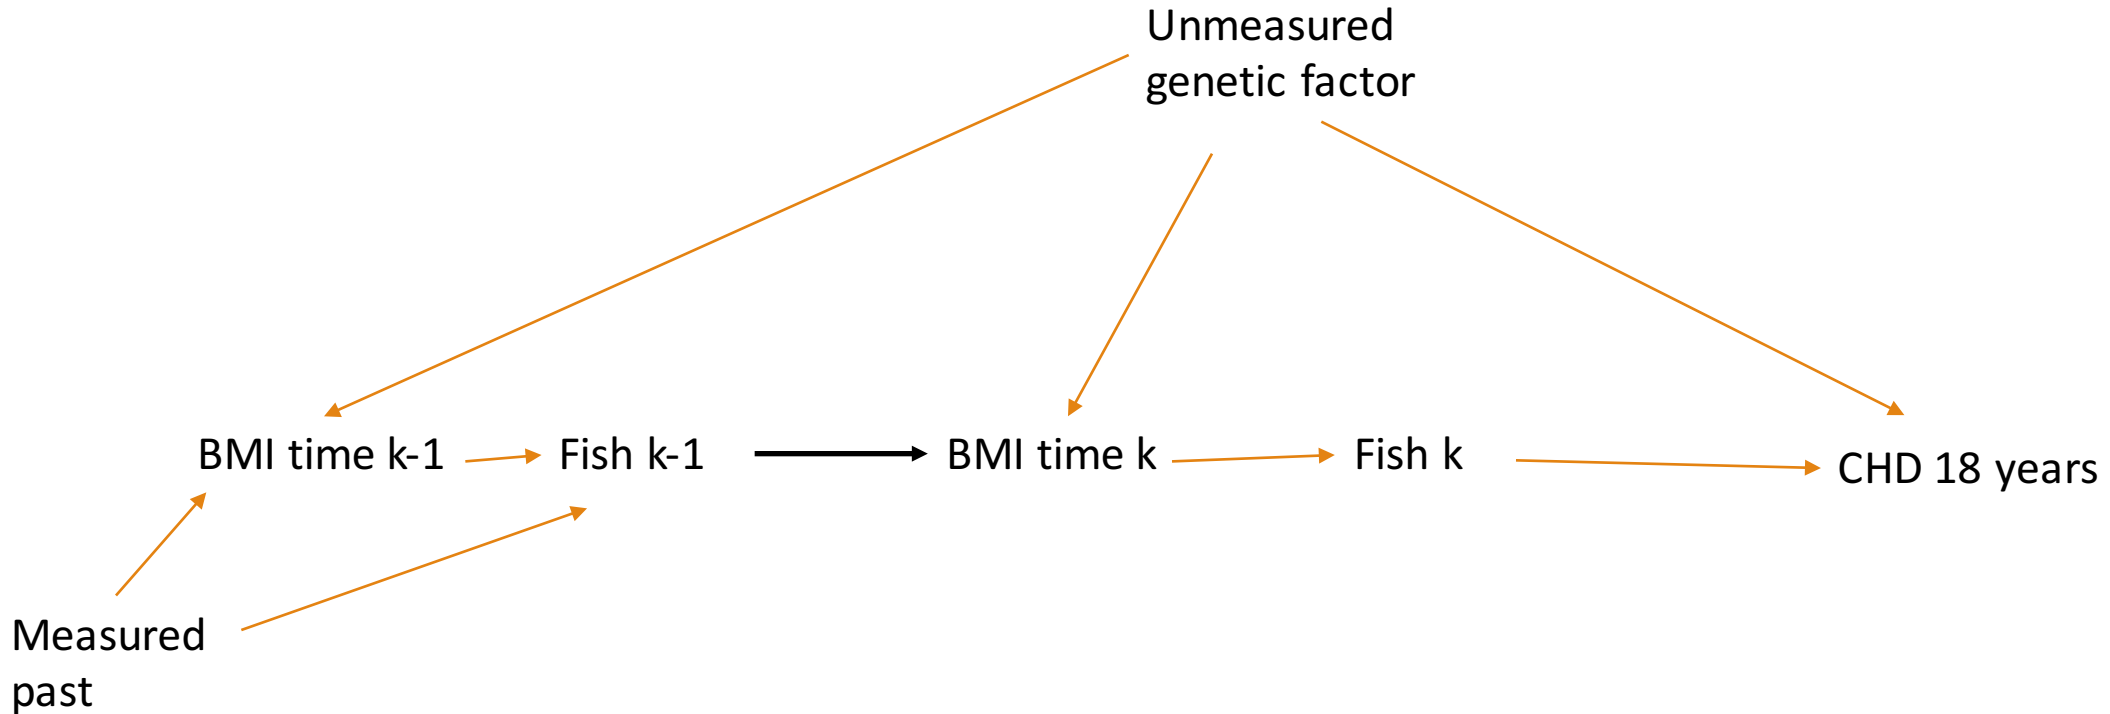 Unmeasured
genetic factor
BMI time k-1
Fish k-1
BMI time k
Fish k
CHD 18 years
Measured
past